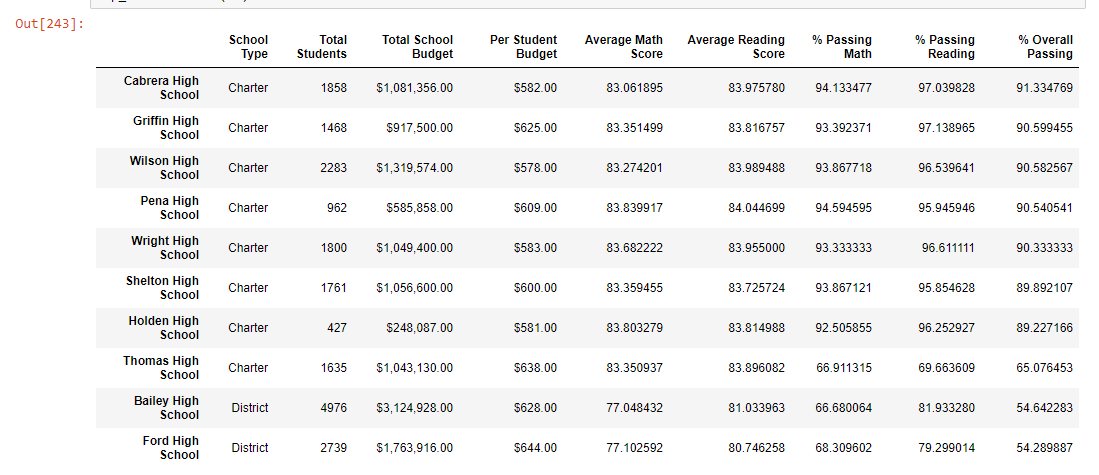 Out[243]:
School Type Total Students Total School Budget Per Student Budget Average Math Score Average Reading Score % Passing Math % Passing Reading % Overall Passing
Cabrera High School Charter 1858 $1,081,356.00 $582.00 83.061895 83.975780 94.133477 97.039828 91.334769
Griffin High School Charter 1468 $917,500.00 $625.00 83.351499 83.816757 93.392371 97.138965 90.599455
Wilson High School Charter 2283 $1,319,574.00 $578.00 83.274201 83.989488 93.867718 96.539641 90.582567
Pena High School Charter 962 $585,858.00 $609.00 83.839917 84.044699 94.594595 95.945946 90.540541
Wright High School Charter 1800 $1,049,400.00 $583.00 83.682222 83.955000 93.333333 96.611111 90.333333
Shelton High School Charter 1761 $1,056,600.00 $600.00 83.359455 83.725724 93.867121 95.854628 89.892107
Holden High School Charter 427 $248,087.00 $581.00 83.803279 83.814988 92.505855 96.252927 89.227166
Thomas High School Charter 1635 $1,043,130.00 $638.00 83.350937 83.896082 66.911315 69.663609 65.076453
Bailey High School District 4976 $3,124,928.00 $628.00 77.048432 81.033963 66.680064 81.933280 54.642283
Ford High School District 2739 $1,763,916.00 $644.00 77.102592 80.746258 68.309602 79.299014 54.289887